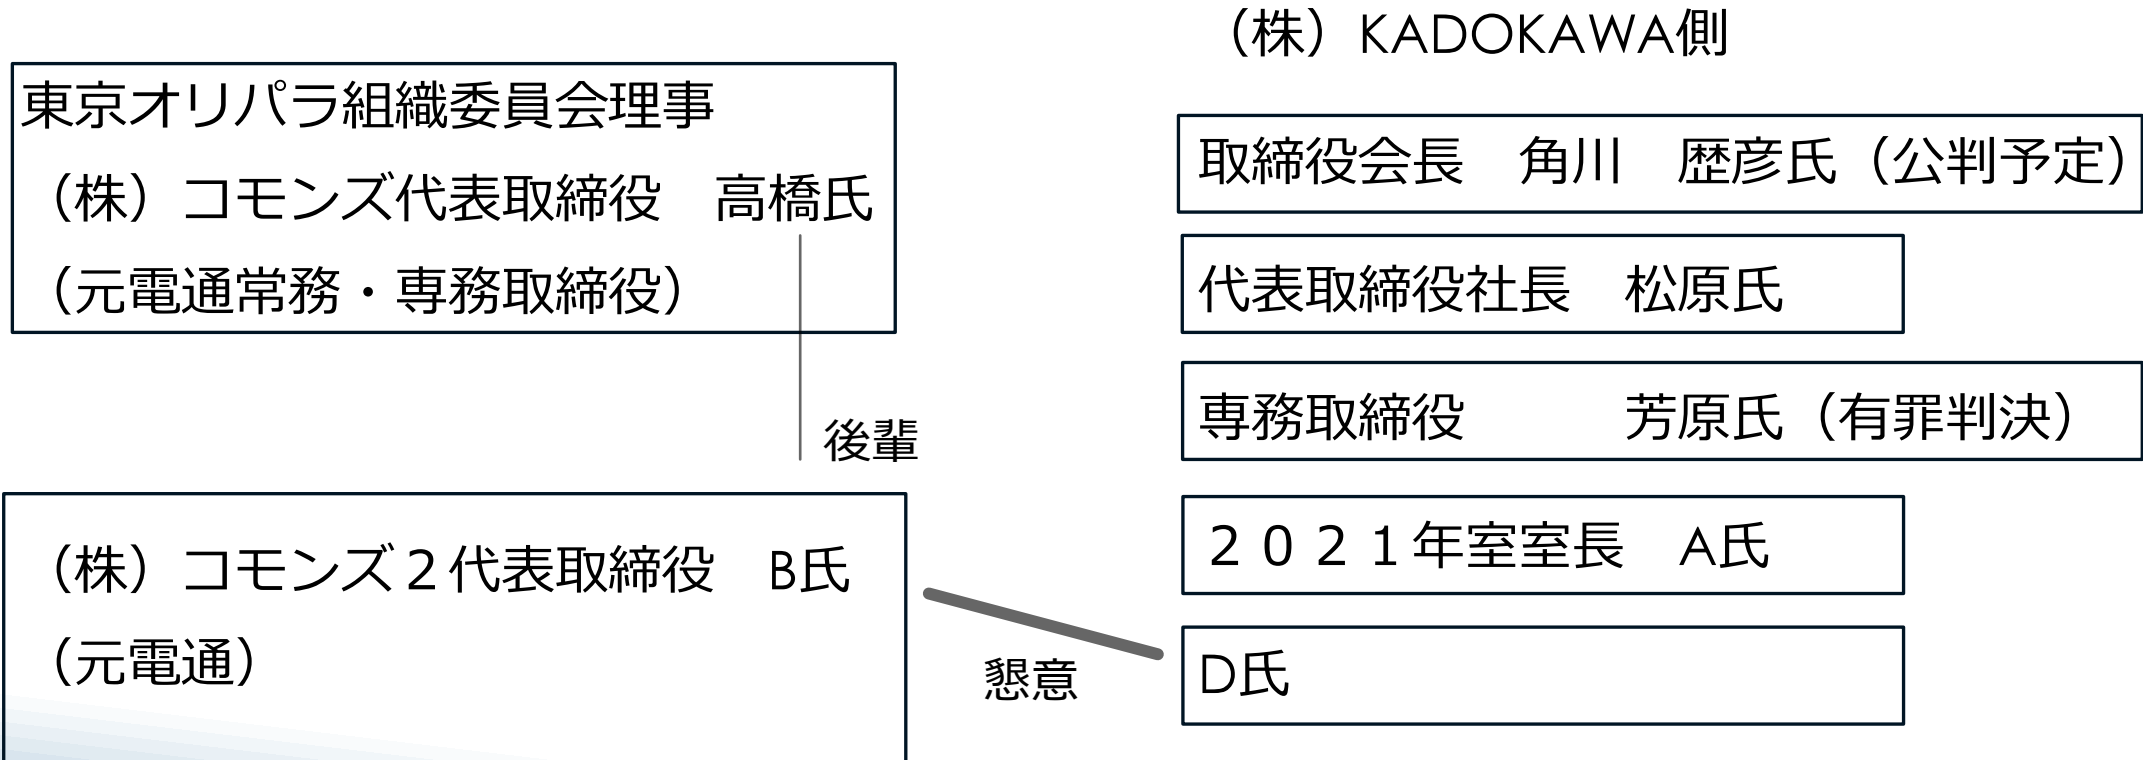 東京オリパラ組織委員会理事
（株）コモンズ代表取締役　高橋氏
（元電通常務・専務取締役）
後輩
（株）コモンズ２代表取締役　B氏
（元電通）
懇意
（株）KADOKAWA側
取締役会長　角川　歴彦氏（公判予定）
代表取締役社長　松原氏
専務取締役　　　芳原氏（有罪判決）
２０２１年室室長　A氏
D氏